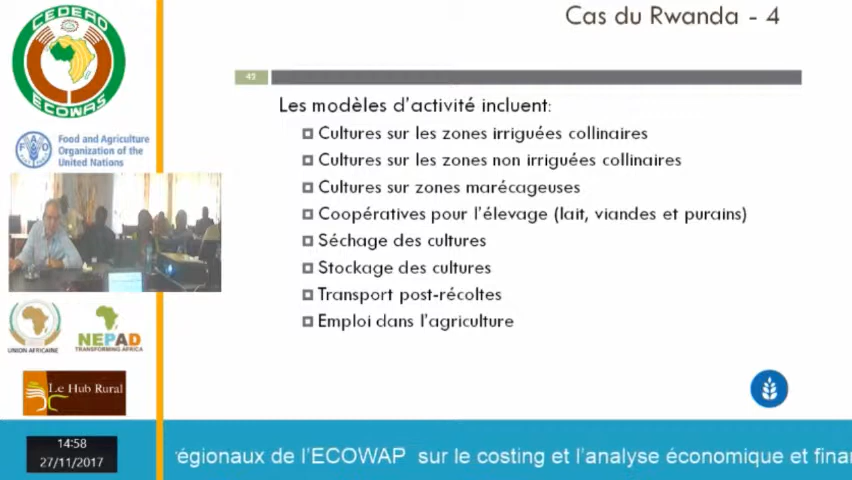 CEDEAO
ECOWAS
Food and Agriculture
Organization of the
United Nations
UNION AFRICAINE
NEPAD
TRANSFORMING AFRICA
Le Hub Rural
14:58
27/11/2017
Cas du Rwanda - 4
42
Les modèles d'activité incluent:
Cultures sur les zones irriguées collinaires
Cultures sur les zones non irriguées collinaires
Cultures sur zones marécageuses
Coopératives pour l'élevage (lait, viandes et purains)
Séchage des cultures
Stockage des cultures
Transport post-récoltes
Emploi dans l'agriculture
régionaux de l'ECOWAP sur le costing et l'analyse économique et finan